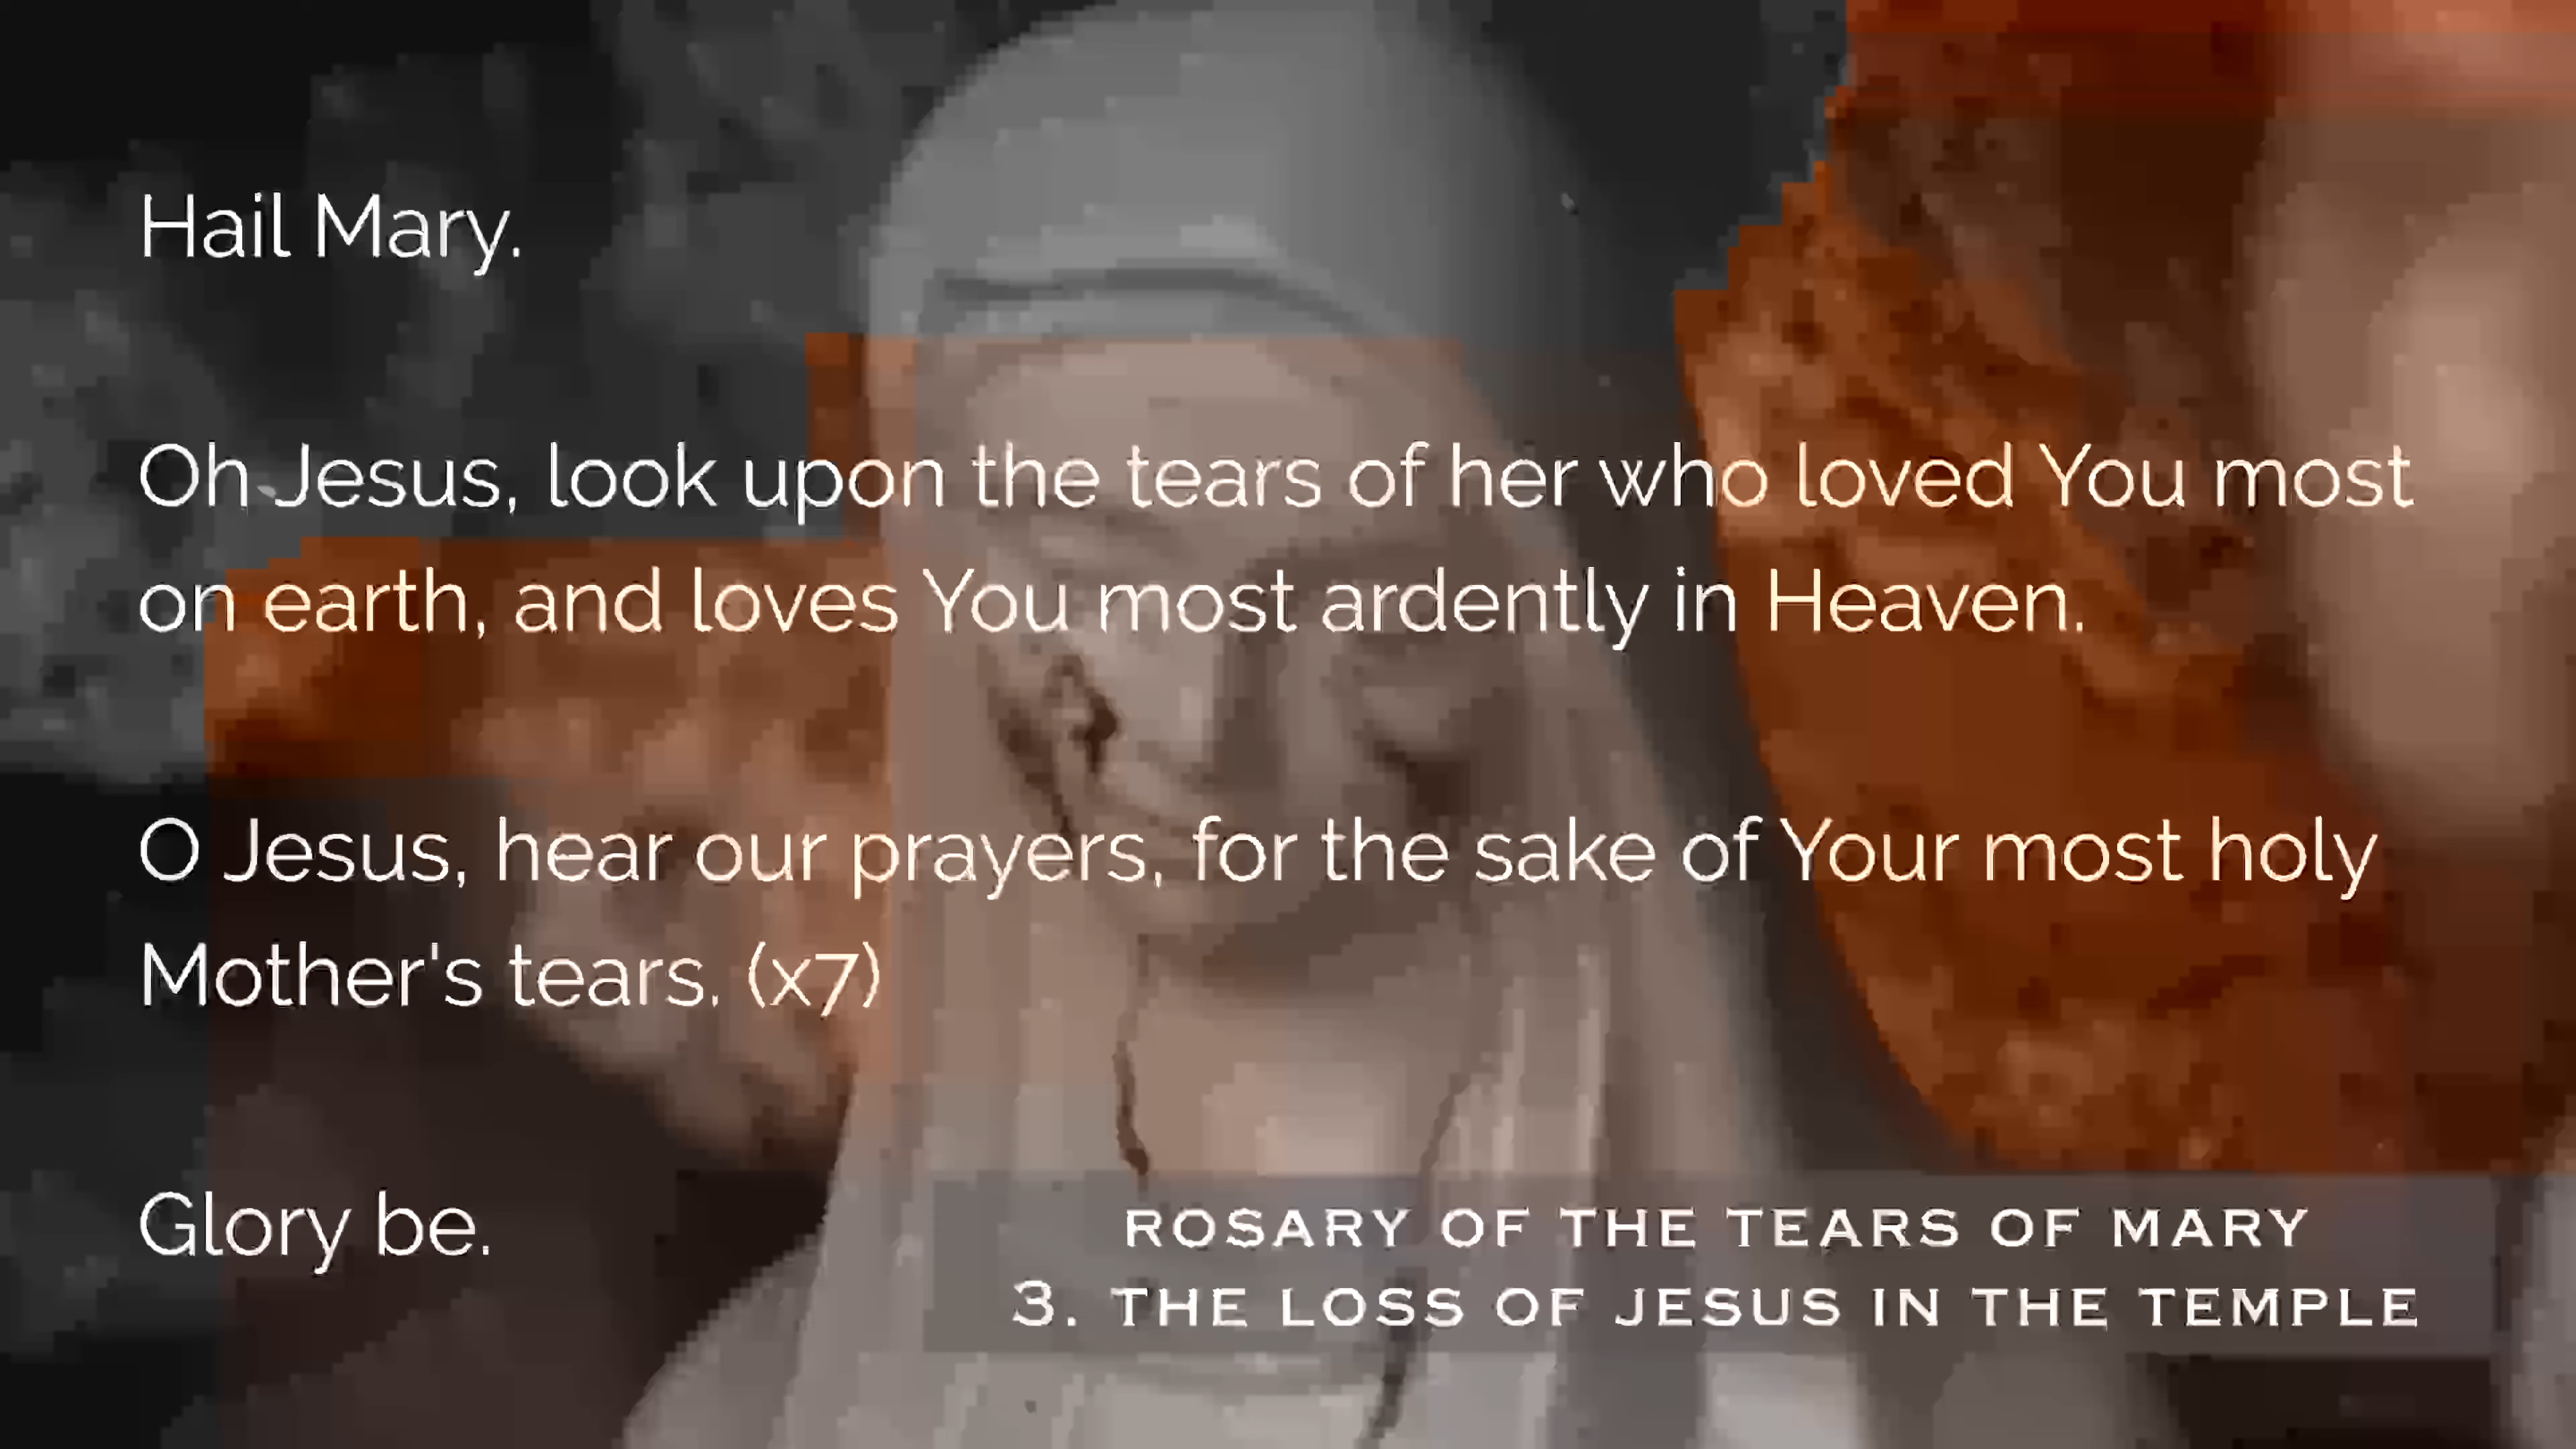 Hail Mary.
Oh Jesus, look upon the tears of her who loved You most
on earth, and loves You most ardently in Heaven.
O Jesus, hear our prayers, for the sake of Your most holy
Mother's tears. (x7)
Glory be.
ROSARY OF THE TEARS OF MARY
3. THE LOSS OF JESUS IN THE TEMPLE